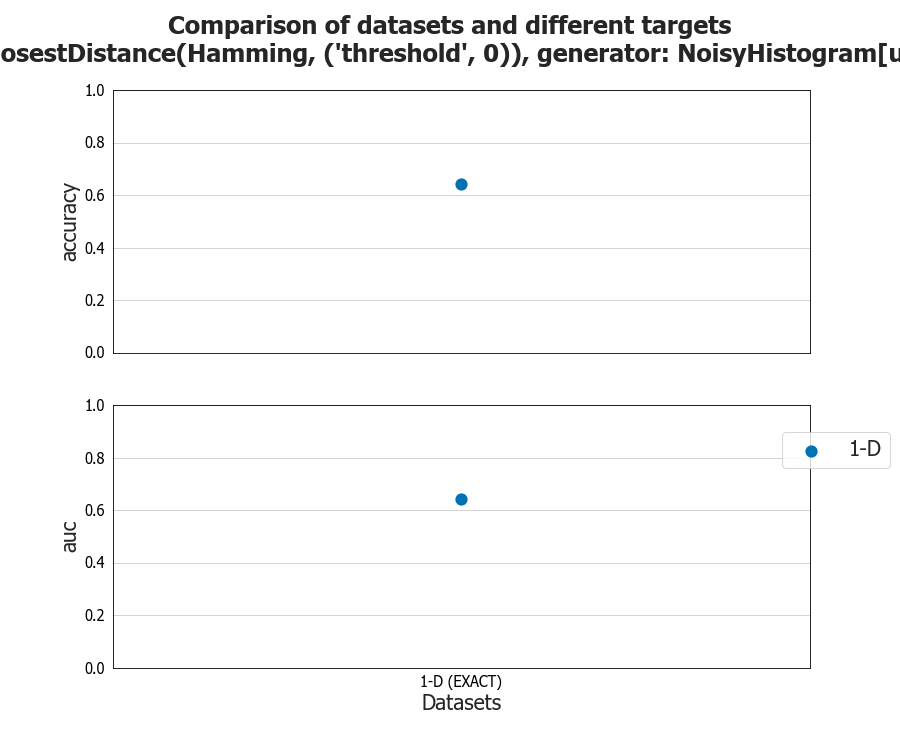 Comparison of datasets and different targets
osestDistance(Hamming, ('threshold', 0)), generator: NoisyHistogram[u
1.0
0.8
0.6
0.4
0.2
0.0
accuracy
1.0
0.8
0.6
0.4
0.2
0.0
auc
1-D
1-D (EXACT)
Datasets